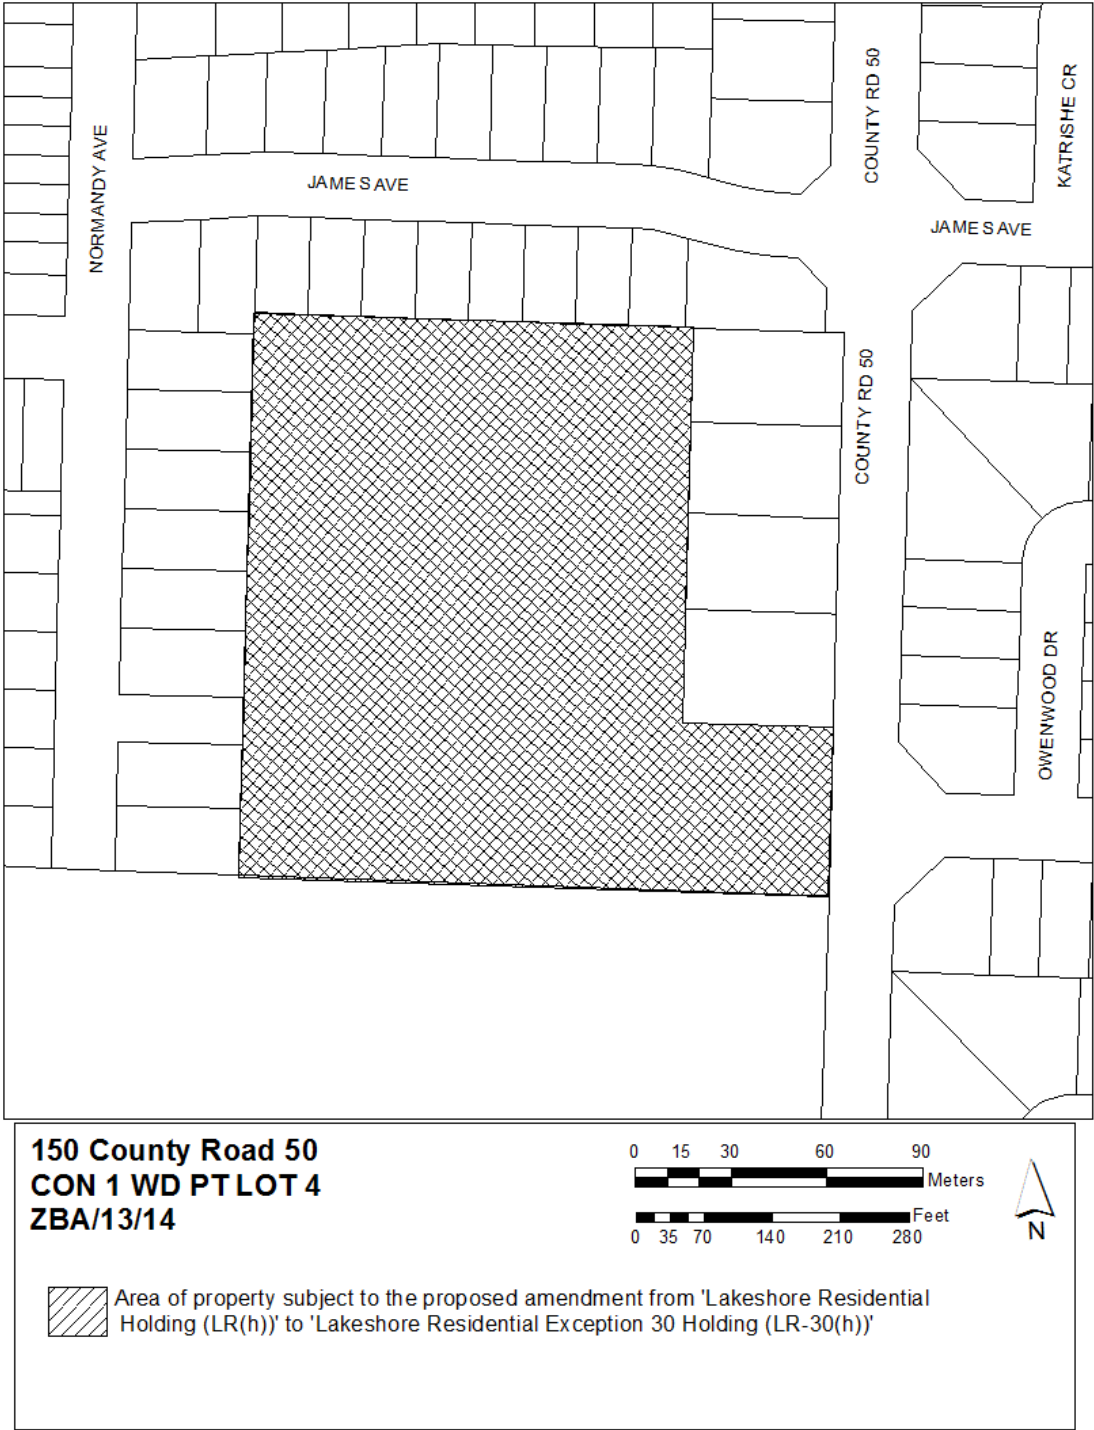 NORMANDY AVE
JAMES AVE
COUNTY RD 50
KATRISHE CR
JAMES AVE
COUNTY RD 50
OWENWOOD DR
150 County Road 50
CON 1 WD PT LOT 4
ZBA/13/14
0 15 30 60 90
Meters
Feet
0 35 70 140 210 280
N
Area of property subject to the proposed amendment from 'Lakeshore Residential
Holding (LR(h))' to 'Lakeshore Residential Exception 30 Holding (LR-30(h))'